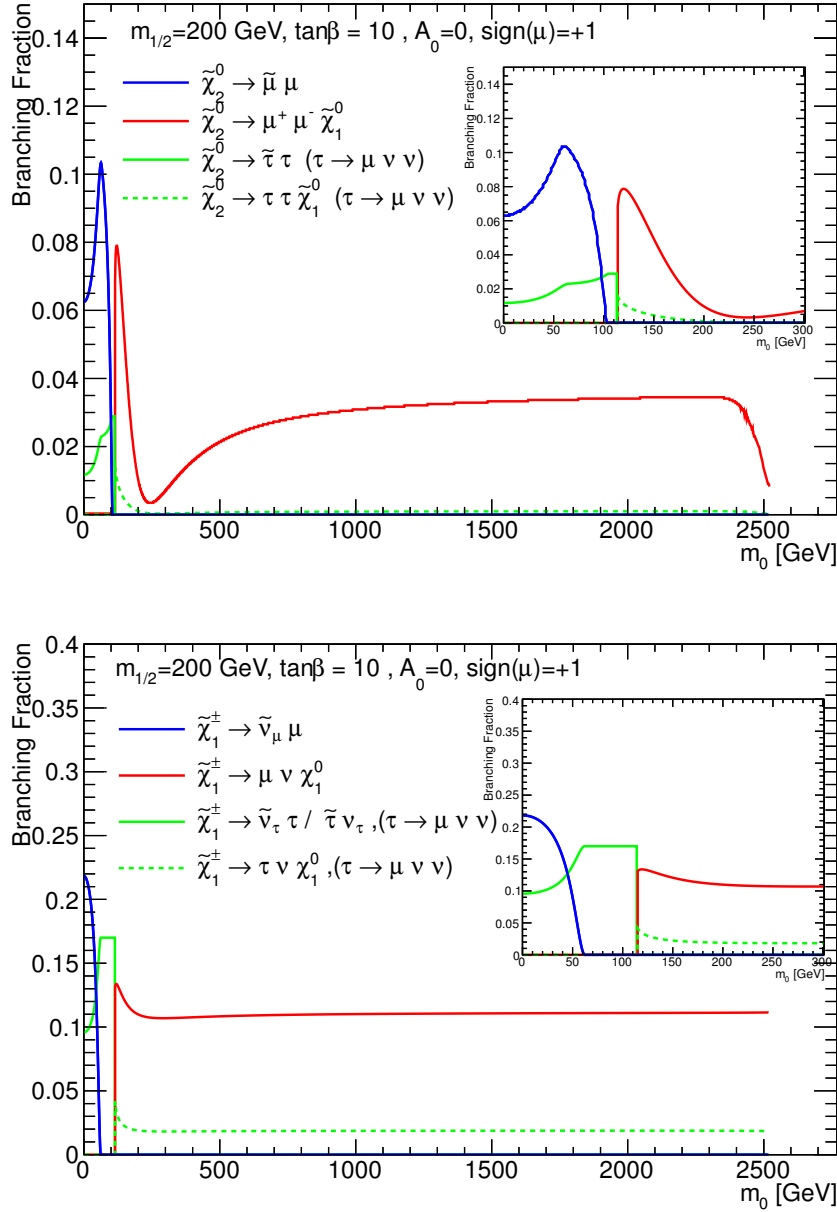 m₁/₂=200 GeV, tanβ = 10 , A₀=0, sign(μ)=+1
χ̃₂⁰ → μ̃ μ
χ̃₂⁰ → μ⁺ μ⁻ χ̃₁⁰
χ̃₂⁰ → τ̃ τ (τ → μ ν ν)
χ̃₂⁰ → τ τ χ̃₁⁰ (τ → μ ν ν)
Branching Fraction
0.14
0.12
0.1
0.08
0.06
0.04
0.02
0
0 500 1000 1500 2000 2500
m₀ [GeV]
Branching Fraction
0.14
0.12
0.1
0.08
0.06
0.04
0.02
0
0 50 100 150 200 250 300
m₀ [GeV]
m₁/₂=200 GeV, tanβ = 10 , A₀=0, sign(μ)=+1
χ̃₁± → ν̃μ μ
χ̃₁± → μ ν χ₁⁰
χ̃₁± → ν̃τ τ / τ̃ ντ ,(τ → μ ν ν)
χ̃₁± → τ ν χ₁⁰ ,(τ → μ ν ν)
Branching Fraction
0.4
0.35
0.3
0.25
0.2
0.15
0.1
0.05
0
0 500 1000 1500 2000 2500
m₀ [GeV]
Branching Fraction
0.4
0.35
0.3
0.25
0.2
0.15
0.1
0.05
0
0 50 100 150 200 250 300
m₀ [GeV]